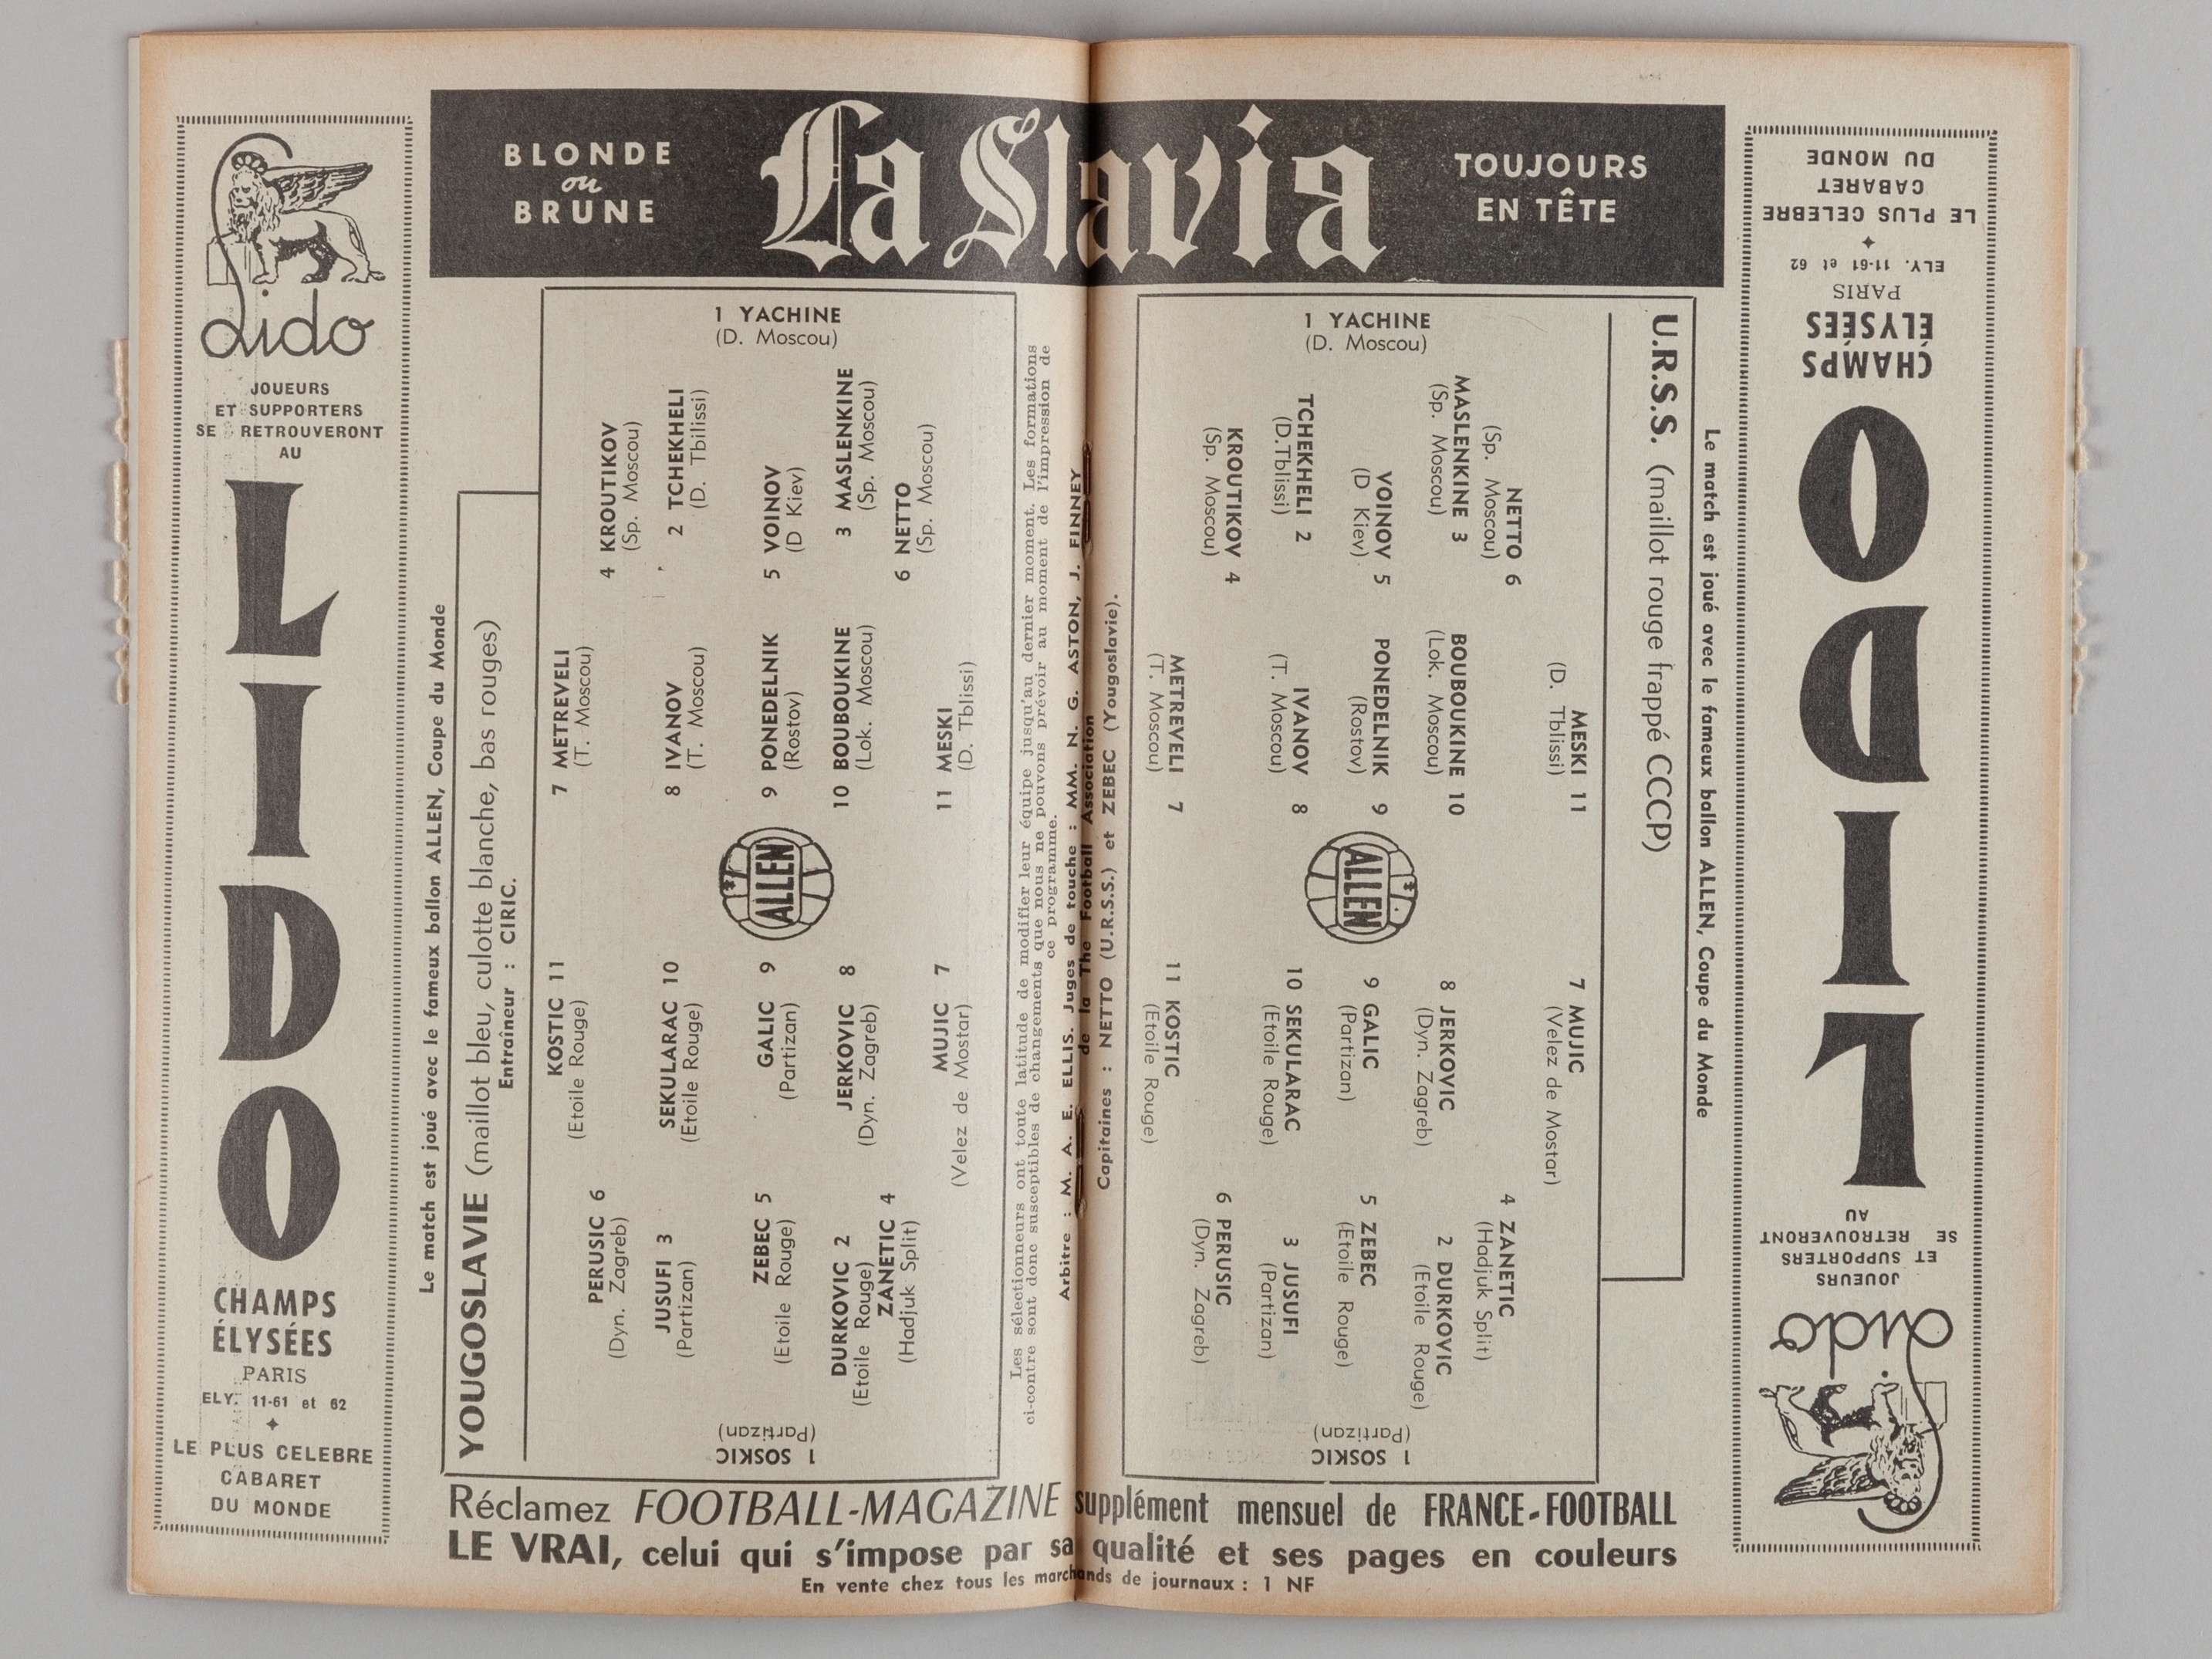 Lido
JOUEURS
ET SUPPORTERS
SE RETROUVERONT
AU
LIDO
CHAMPS
ÉLYSÉES
PARIS
ELY. 11-61 et 62
LE PLUS CELEBRE
CABARET
DU MONDE
BLONDE
ou
BRUNE
La Slavia
TOUJOURS
EN TÊTE
Le match est joué avec le fameux ballon ALLEN, Coupe du Monde
YOUGOSLAVIE (maillot bleu, culotte blanche, bas rouges)
Entraîneur : CIRIC.
1 YACHINE
(D. Moscou)
4 KROUTIKOV
(Sp. Moscou)
2 TCHEKHELI
(D. Tbilissi)
5 VOINOV
(D Kiev)
3 MASLENKINE
(Sp. Moscou)
6 NETTO
(Sp. Moscou)
7 METREVELI
(T. Moscou)
8 IVANOV
(T. Moscou)
9 PONEDELNIK
(Rostov)
10 BOUBOUKINE
(Lok. Moscou)
11 MESKI
(D. Tblissi)
ALLEN
KOSTIC 11
(Etoile Rouge)
SEKULARAC 10
(Etoile Rouge)
GALIC 9
(Partizan)
JERKOVIC 8
(Dyn. Zagreb)
MUJIC 7
(Velez de Mostar)
PERUSIC 6
(Dyn. Zagreb)
JUSUFI 3
(Partizan)
ZEBEC 5
(Etoile Rouge)
DURKOVIC 2
(Etoile Rouge)
ZANETIC 4
(Hadjuk Split)
1 SOSKIC
(Partizan)
Les sélectionneurs ont toute latitude de modifier leur équipe jusqu'au dernier moment. Les formations
ci-contre sont donc susceptibles de changements que nous ne pouvons prévoir au moment de l'impression de
ce programme.
Arbitre : M. A. E. ELLIS. Juges de touche : MM. N. G. ASTON, J. FINNEY
de la The Football Association
Capitaines : NETTO (U.R.S.S.) et ZEBEC (Yougoslavie).
1 YACHINE
(D. Moscou)
KROUTIKOV 4
(Sp. Moscou)
TCHEKHELI 2
(D.Tblissi)
VOINOV 5
(D Kiev)
MASLENKINE 3
(Sp. Moscou)
NETTO 6
(Sp. Moscou)
METREVELI 7
(T. Moscou)
IVANOV 8
(T. Moscou)
PONEDELNIK 9
(Rostov)
BOUBOUKINE 10
(Lok. Moscou)
MESKI 11
(D. Tblissi)
ALLEN
11 KOSTIC
(Etoile Rouge)
10 SEKULARAC
(Etoile Rouge)
9 GALIC
(Partizan)
8 JERKOVIC
(Dyn. Zagreb)
7 MUJIC
(Velez de Mostar)
6 PERUSIC
(Dyn. Zagreb)
3 JUSUFI
(Partizan)
5 ZEBEC
(Etoile Rouge)
2 DURKOVIC
(Etoile Rouge)
4 ZANETIC
(Hadjuk Split)
1 SOSKIC
(Partizan)
U.R.S.S. (maillot rouge frappé CCCP)
Le match est joué avec le fameux ballon ALLEN, Coupe du Monde
Réclamez FOOTBALL-MAGAZINE supplément mensuel de FRANCE-FOOTBALL
LE VRAI, celui qui s'impose par sa qualité et ses pages en couleurs
En vente chez tous les marchands de journaux : 1 NF
Lido
JOUEURS
ET SUPPORTERS
SE RETROUVERONT
AU
LIDO
CHAMPS
ÉLYSÉES
PARIS
ELY. 11-61 et 62
LE PLUS CELEBRE
CABARET
DU MONDE